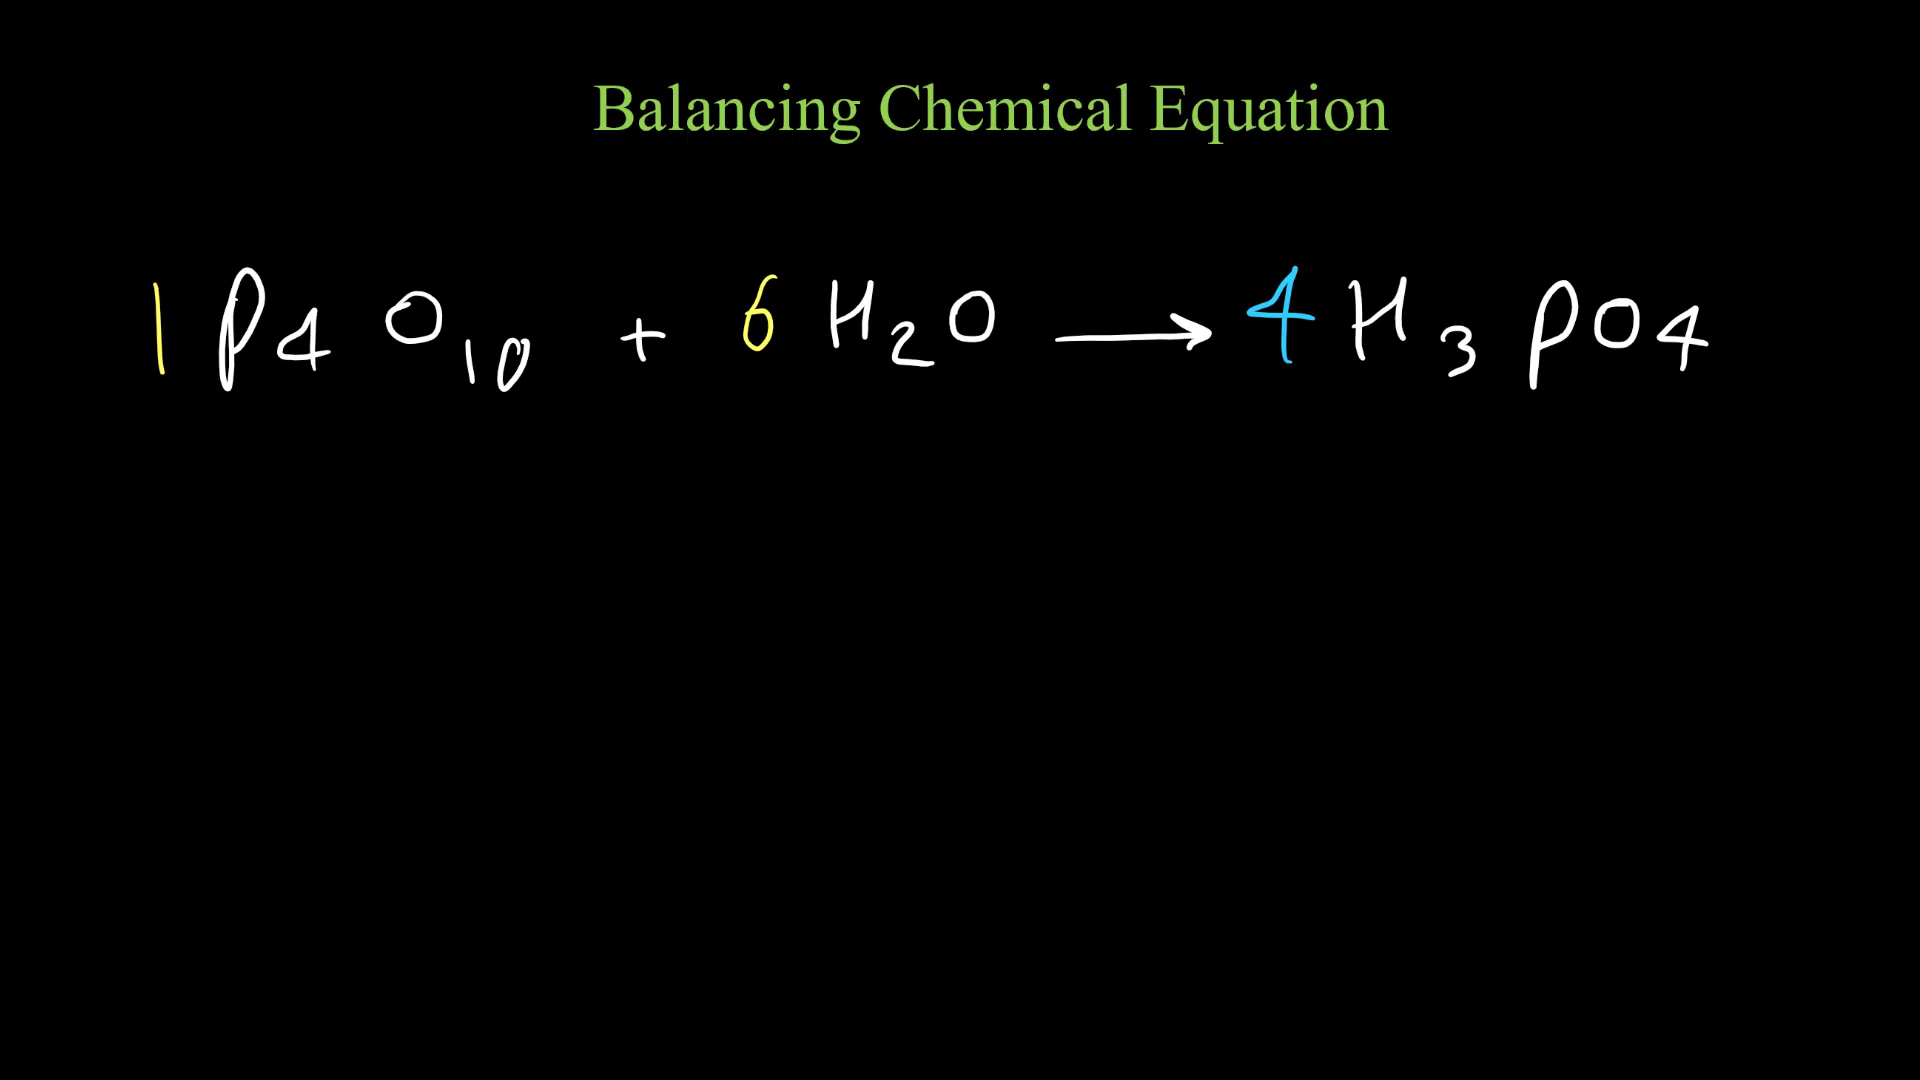 Balancing Chemical Equation
1 P4 O10 + 6 H2O → 4 H3 PO4